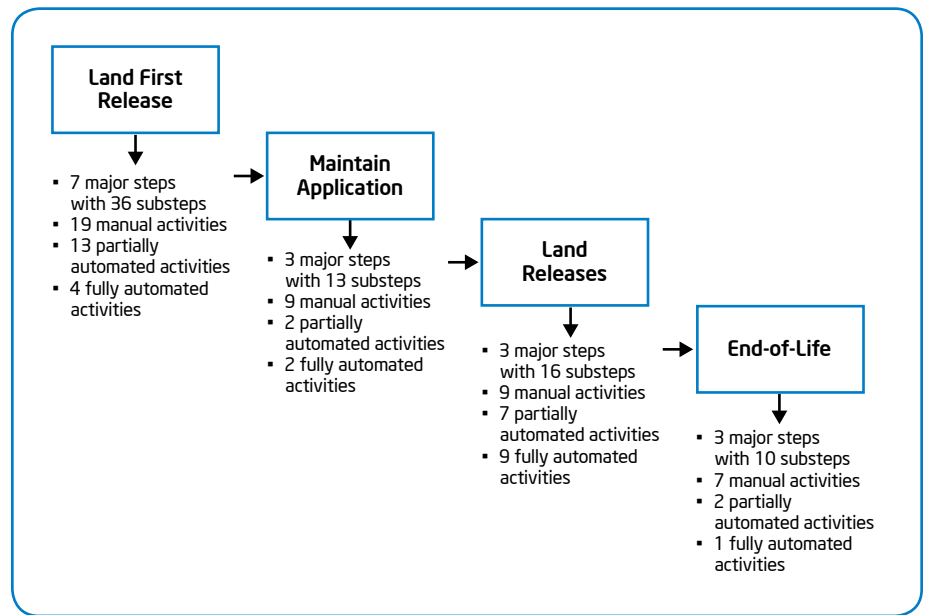 Land First
Release
▪ 7 major steps
with 36 substeps
▪ 19 manual activities
▪ 13 partially
automated activities
▪ 4 fully automated
activities
Maintain
Application
▪ 3 major steps
with 13 substeps
▪ 9 manual activities
▪ 2 partially
automated activities
▪ 2 fully automated
activities
Land
Releases
▪ 3 major steps
with 16 substeps
▪ 9 manual activities
▪ 7 partially
automated activities
▪ 9 fully automated
activities
End-of-Life
▪ 3 major steps
with 10 substeps
▪ 7 manual activities
▪ 2 partially
automated activities
▪ 1 fully automated
activities